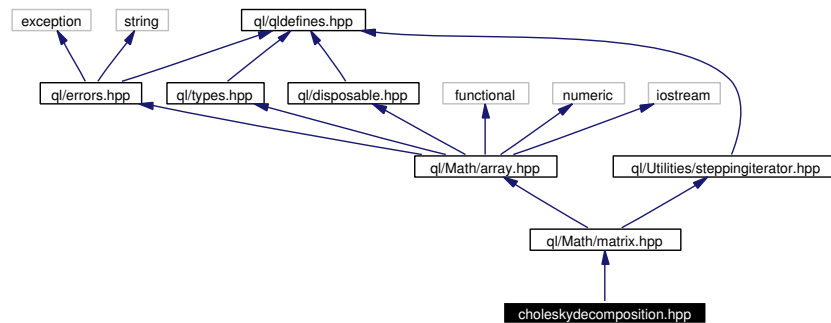 exception
string
ql/qldefines.hpp
ql/errors.hpp
ql/types.hpp
ql/disposable.hpp
functional
numeric
iostream
ql/Math/array.hpp
ql/Utilities/steppingiterator.hpp
ql/Math/matrix.hpp
choleskydecomposition.hpp